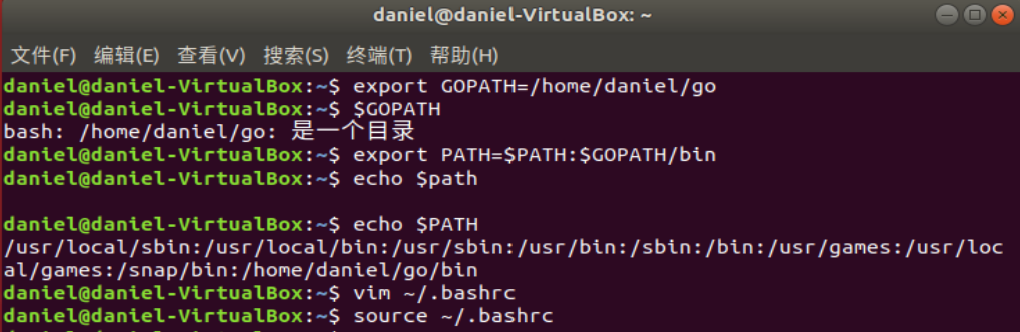 daniel@daniel-VirtualBox: ~
文件(F) 编辑(E) 查看(V) 搜索(S) 终端(T) 帮助(H)
daniel@daniel-VirtualBox:~$ export GOPATH=/home/daniel/go
daniel@daniel-VirtualBox:~$ $GOPATH
bash: /home/daniel/go: 是一个目录
daniel@daniel-VirtualBox:~$ export PATH=$PATH:$GOPATH/bin
daniel@daniel-VirtualBox:~$ echo $path
daniel@daniel-VirtualBox:~$ echo $PATH
/usr/local/sbin:/usr/local/bin:/usr/sbin:/usr/bin:/sbin:/bin:/usr/games:/usr/loc
al/games:/snap/bin:/home/daniel/go/bin
daniel@daniel-VirtualBox:~$ vim ~/.bashrc
daniel@daniel-VirtualBox:~$ source ~/.bashrc